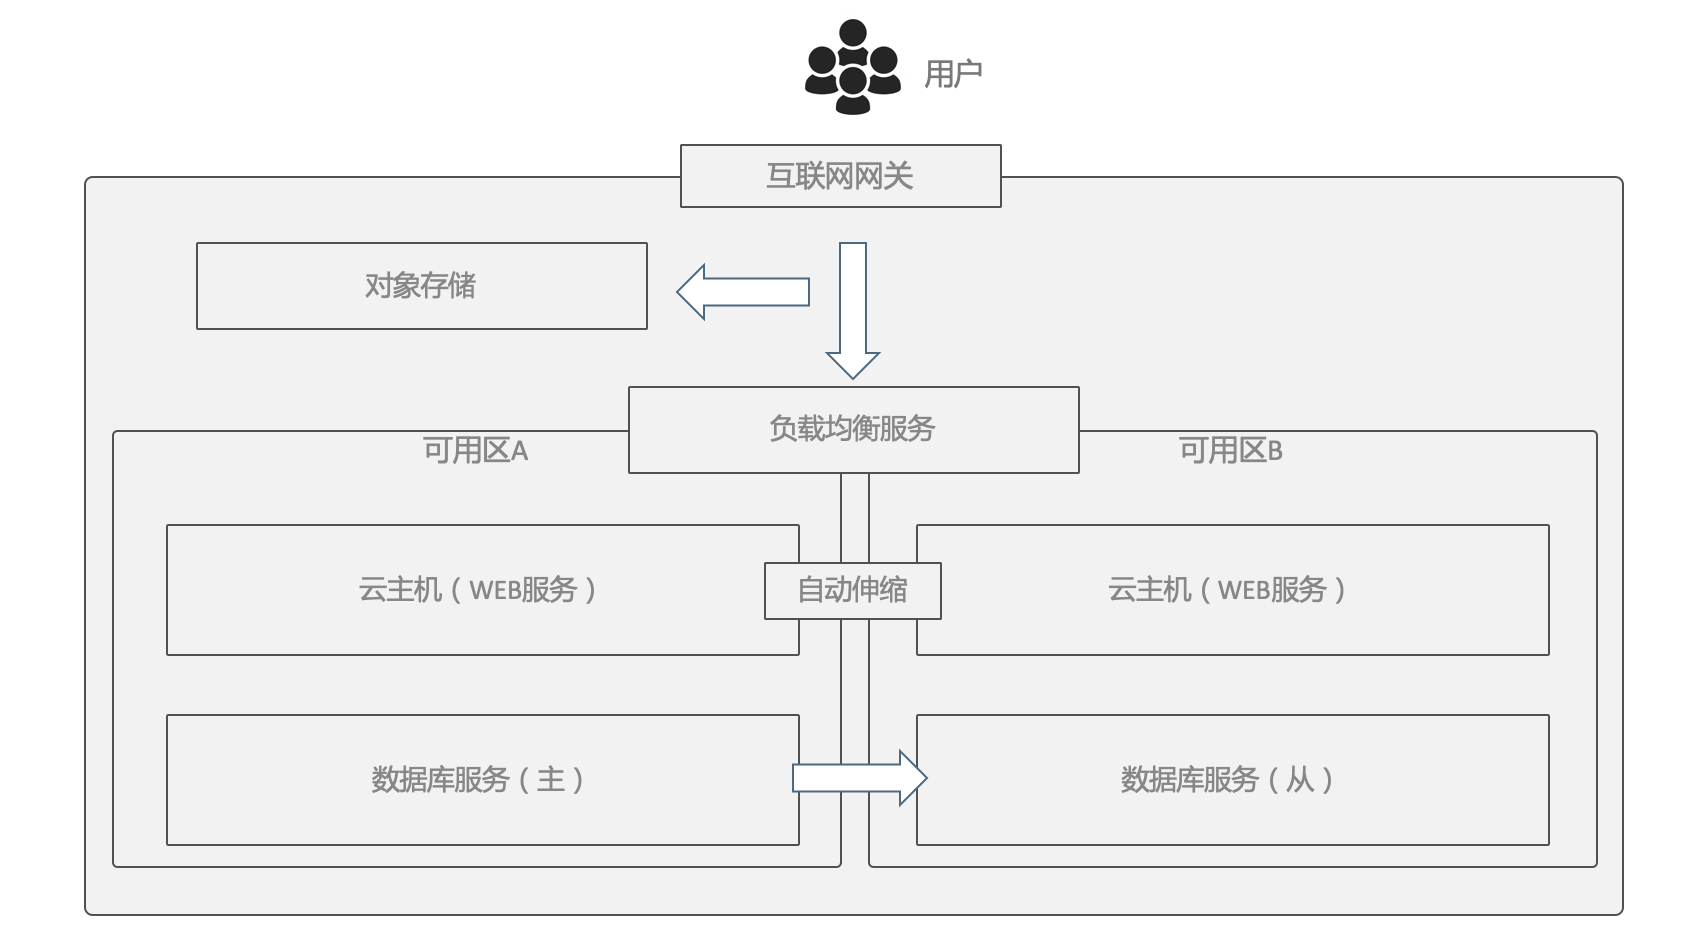 用户
互联网网关
对象存储
负载均衡服务
可用区A
可用区B
云主机（WEB服务）
自动伸缩
云主机（WEB服务）
数据库服务（主）
数据库服务（从）